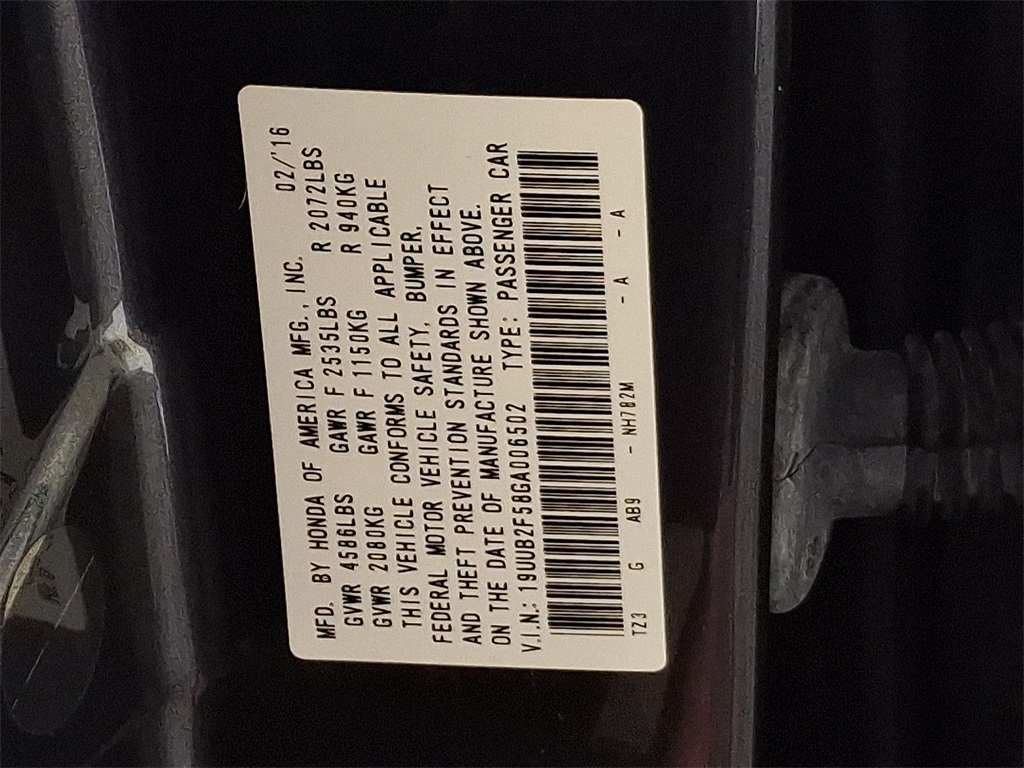 MFD. BY HONDA OF AMERICA MFG., INC. 02/'16
GVWR 4586LBS GAWR F 2535LBS R 2072LBS
GVWR 2080KG GAWR F 1150KG R 940KG
THIS VEHICLE CONFORMS TO ALL APPLICABLE
FEDERAL MOTOR VEHICLE SAFETY, BUMPER,
AND THEFT PREVENTION STANDARDS IN EFFECT
ON THE DATE OF MANUFACTURE SHOWN ABOVE.
V.I.N.: 19UUB2F58GA006502 TYPE: PASSENGER CAR
TZ3 G AB9 - NH782M - A - A